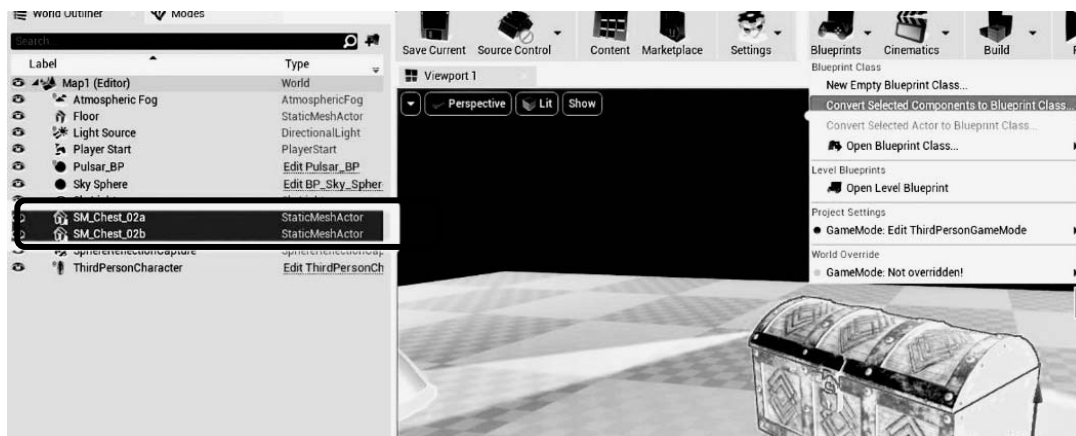 World Outliner
Modes
Search
Label
Type
Map1 (Editor)
World
Atmospheric Fog
AtmosphericFog
Floor
StaticMeshActor
Light Source
DirectionalLight
Player Start
PlayerStart
Pulsar_BP
Edit Pulsar_BP
Sky Sphere
Edit BP_Sky_Spher
SM_Chest_02a
StaticMeshActor
SM_Chest_02b
StaticMeshActor
ThirdPersonCharacter
Edit ThirdPersonCh
Save Current
Source Control
Content
Marketplace
Settings
Blueprints
Cinematics
Build
Viewport 1
Perspective
Lit
Show
Blueprint Class
New Empty Blueprint Class...
Convert Selected Components to Blueprint Class...
Convert Selected Actor to Blueprint Class...
Open Blueprint Class...
Level Blueprints
Open Level Blueprint
Project Settings
GameMode: Edit ThirdPersonGameMode
World Override
GameMode: Not overridden!